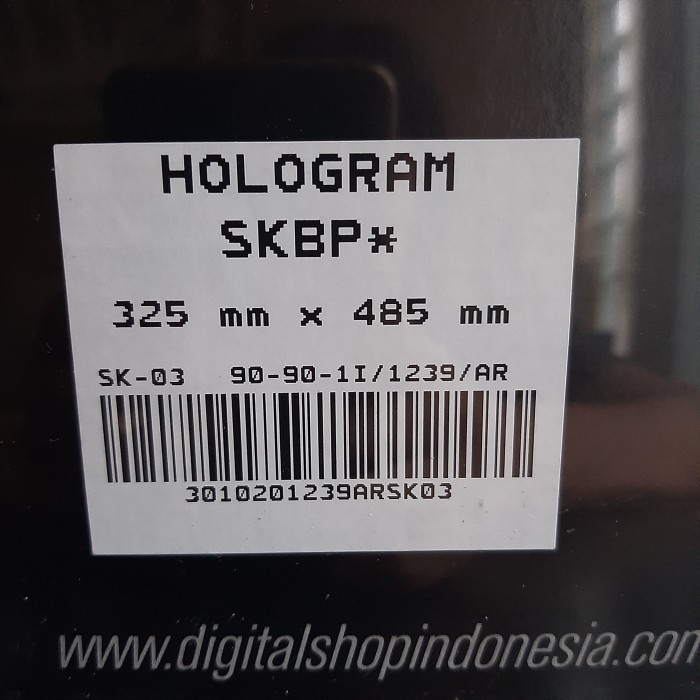 HOLOGRAM
SKBP*
325 mm x 485 mm
SK-03 90-90-1I/1239/AR
3010201239ARSK03
www.digitalshopindonesia.com